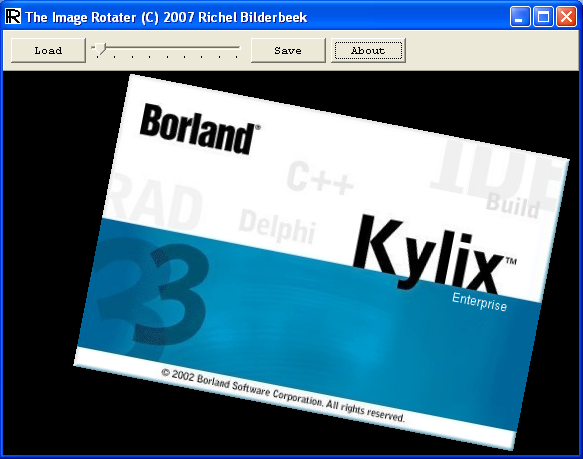 The Image Rotater (C) 2007 Richel Bilderbeek
Load
Save
About
Borland®
IDE
C++
Build
RAD
Delphi
Kylix™
Enterprise
3
3
© 2002 Borland Software Corporation. All rights reserved.